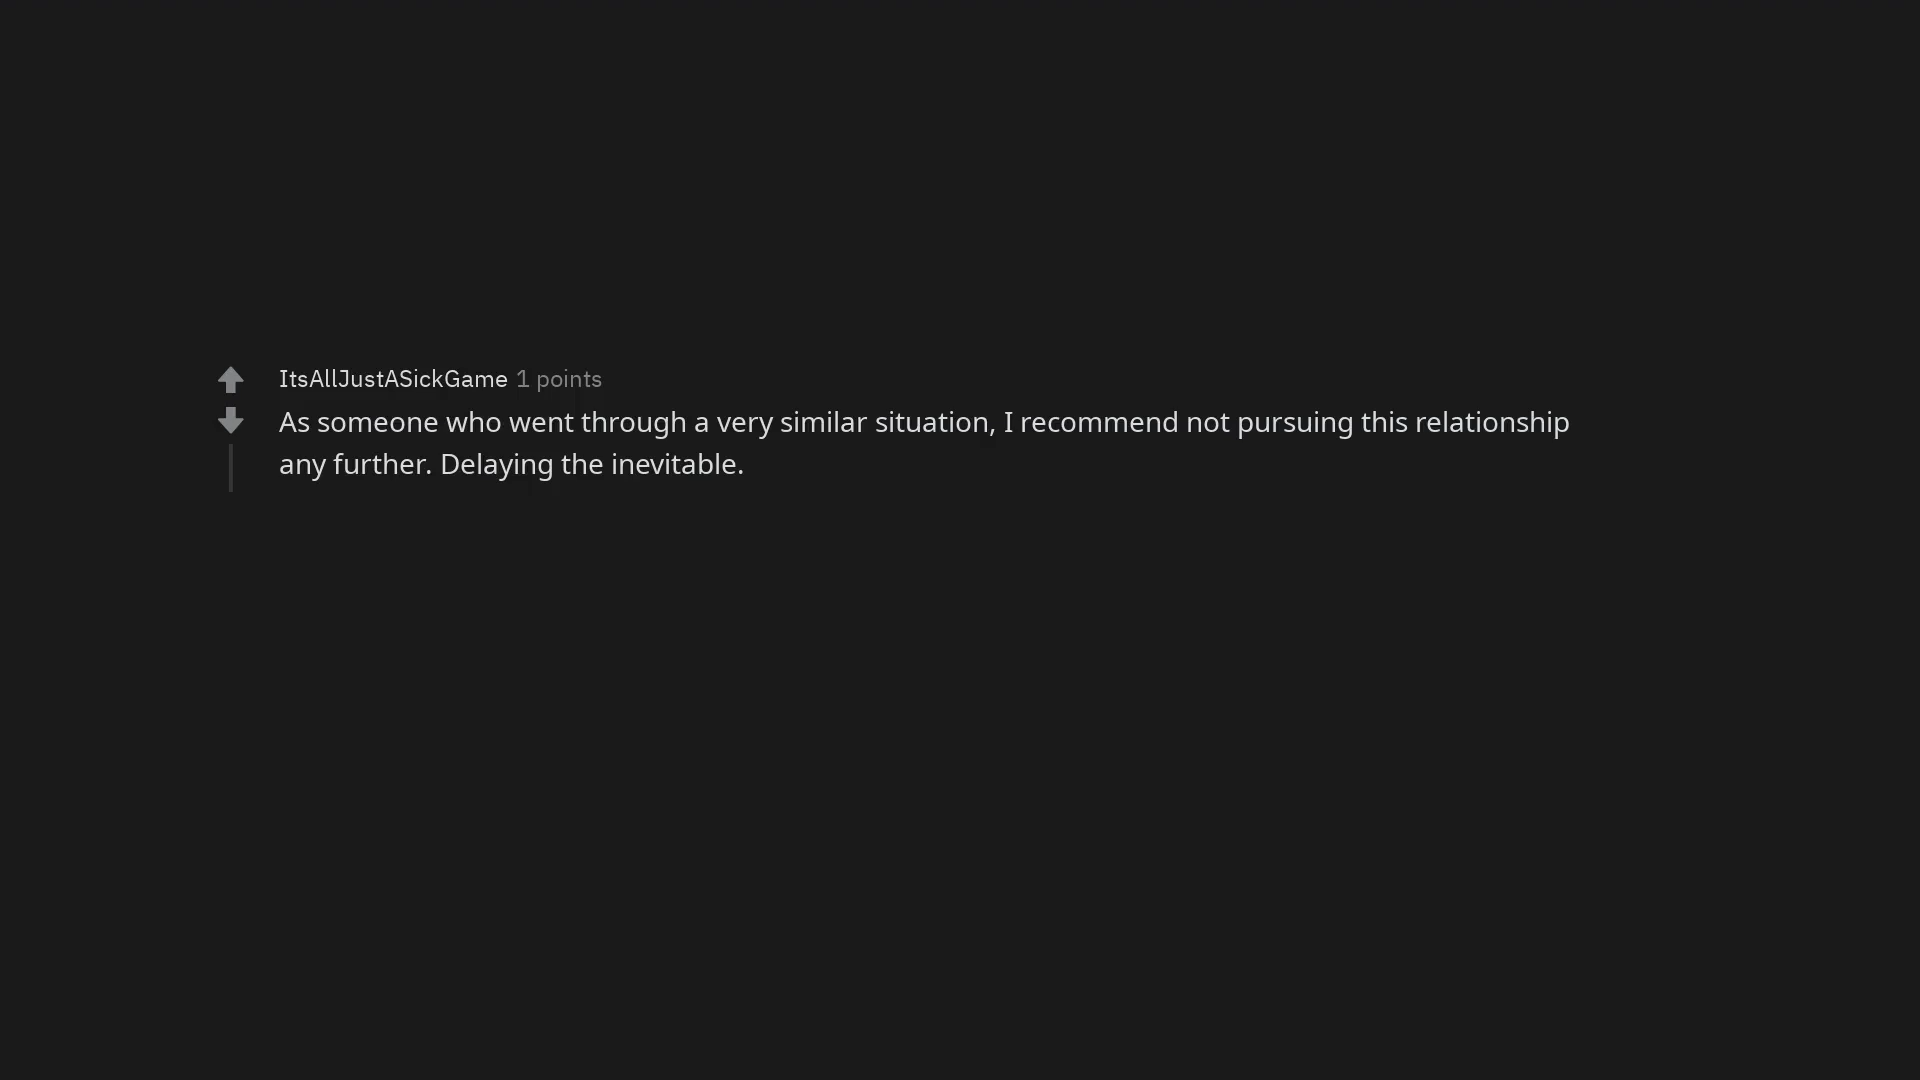 ItsAllJustASickGame 1 points
As someone who went through a very similar situation, I recommend not pursuing this relationship
any further. Delaying the inevitable.